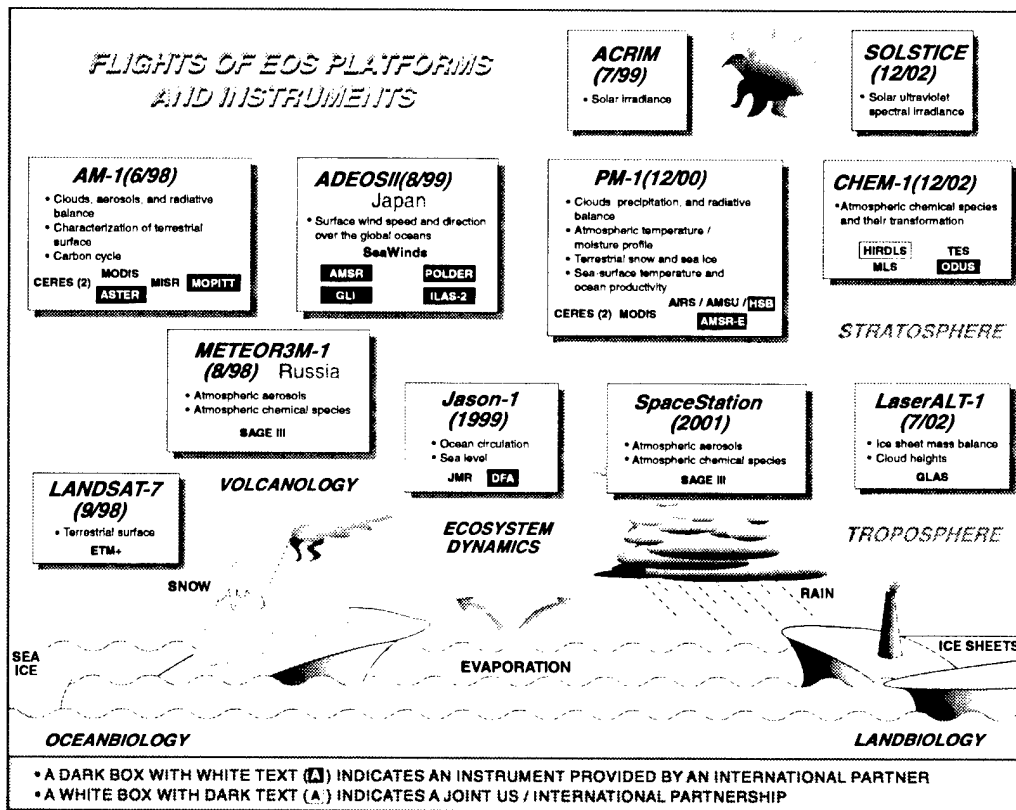 FLIGHTS OF EOS PLATFORMS
AND INSTRUMENTS
ACRIM
(7/99)
• Solar irradiance
SOLSTICE
(12/02)
• Solar ultraviolet
spectral irradiance
AM-1(6/98)
• Clouds, aerosols, and radiative
balance
• Characterization of terrestrial
surface
• Carbon cycle
MODIS
CERES (2) ASTER MISR MOPITT
ADEOSII(8/99)
Japan
• Surface wind speed and direction
over the global oceans
SeaWinds
AMSR POLDER
GLI ILAS-2
PM-1(12/00)
• Clouds, precipitation, and radiative
balance
• Atmospheric temperature /
moisture profile
• Terrestrial snow and sea ice
• Sea-surface temperature and
ocean productivity
AIRS / AMSU / HSB
CERES (2) MODIS AMSR-E
CHEM-1(12/02)
• Atmospheric chemical species
and their transformation
HIRDLS TES
MLS ODUS
STRATOSPHERE
METEOR3M-1
(8/98) Russia
• Atmospheric aerosols
• Atmospheric chemical species
SAGE III
Jason-1
(1999)
• Ocean circulation
• Sea level
JMR DFA
SpaceStation
(2001)
• Atmospheric aerosols
• Atmospheric chemical species
SAGE III
LaserALT-1
(7/02)
• Ice sheet mass balance
• Cloud heights
GLAS
LANDSAT-7
(9/98)
• Terrestrial surface
ETM+
VOLCANOLOGY
ECOSYSTEM
DYNAMICS
TROPOSPHERE
SNOW
RAIN
SEA
ICE
EVAPORATION
ICE SHEETS
OCEANBIOLOGY
LANDBIOLOGY
• A DARK BOX WITH WHITE TEXT (A) INDICATES AN INSTRUMENT PROVIDED BY AN INTERNATIONAL PARTNER
• A WHITE BOX WITH DARK TEXT (A) INDICATES A JOINT US / INTERNATIONAL PARTNERSHIP